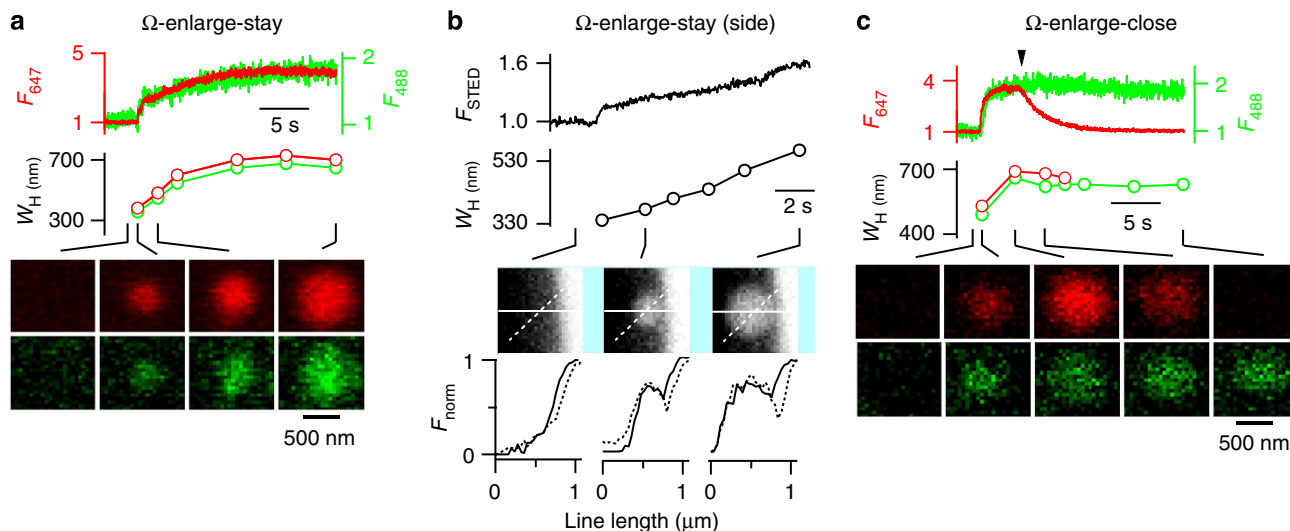 a Ω-enlarge-stay
5
1
F647
2
1
F488
5 s
700
300
WH (nm)
500 nm
b Ω-enlarge-stay (side)
1.6
1.0
FSTED
530
330
WH (nm)
2 s
1
0
Fnorm
0 1 0 1 0 1
Line length (μm)
c Ω-enlarge-close
4
1
F647
2
1
F488
700
400
WH (nm)
5 s
500 nm